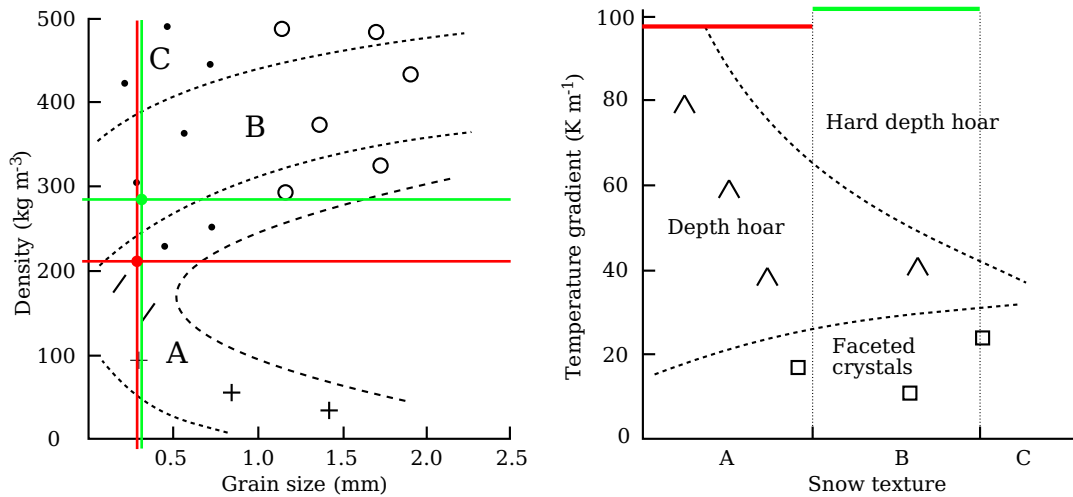 500
400
300
200
100
0
Density (kg m-3)
C
B
A
0.5
1.0
1.5
2.0
2.5
Grain size (mm)
100
80
60
40
20
0
Temperature gradient (K m-1)
Hard depth hoar
Depth hoar
Faceted
crystals
A
B
C
Snow texture